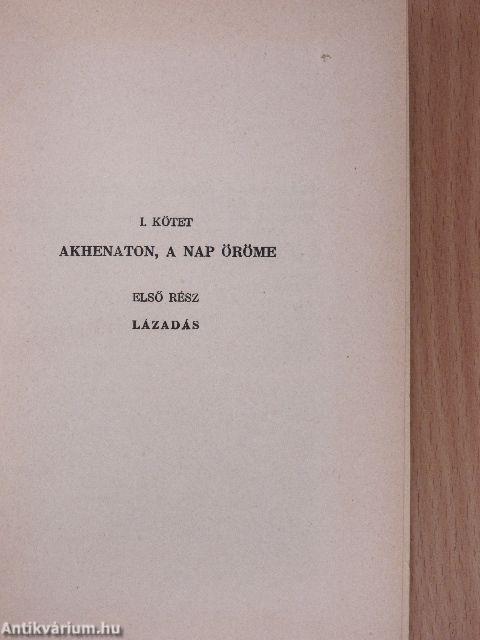 I. KÖTET
AKHENATON, A NAP ÖRÖME
ELSŐ RÉSZ
LÁZADÁS
Antikvárium.hu